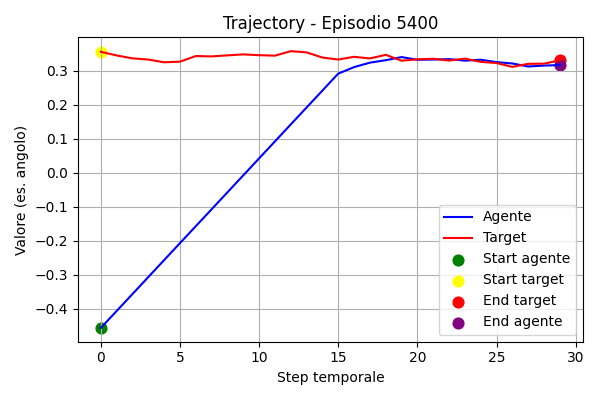 Trajectory - Episodio 5400
Valore (es. angolo)
0.3
0.2
0.1
0.0
−0.1
−0.2
−0.3
−0.4
0
5
10
15
20
25
30
Step temporale
Agente
Target
Start agente
Start target
End target
End agente